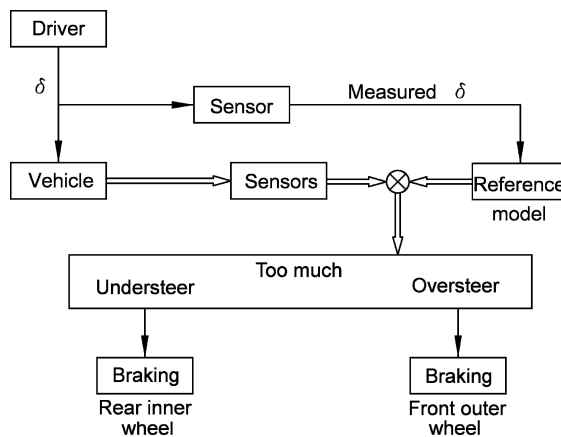 Driver
δ
Sensor
Measured δ
Vehicle
Sensors
Reference
model
Too much
Understeer
Oversteer
Braking
Rear inner
wheel
Braking
Front outer
wheel